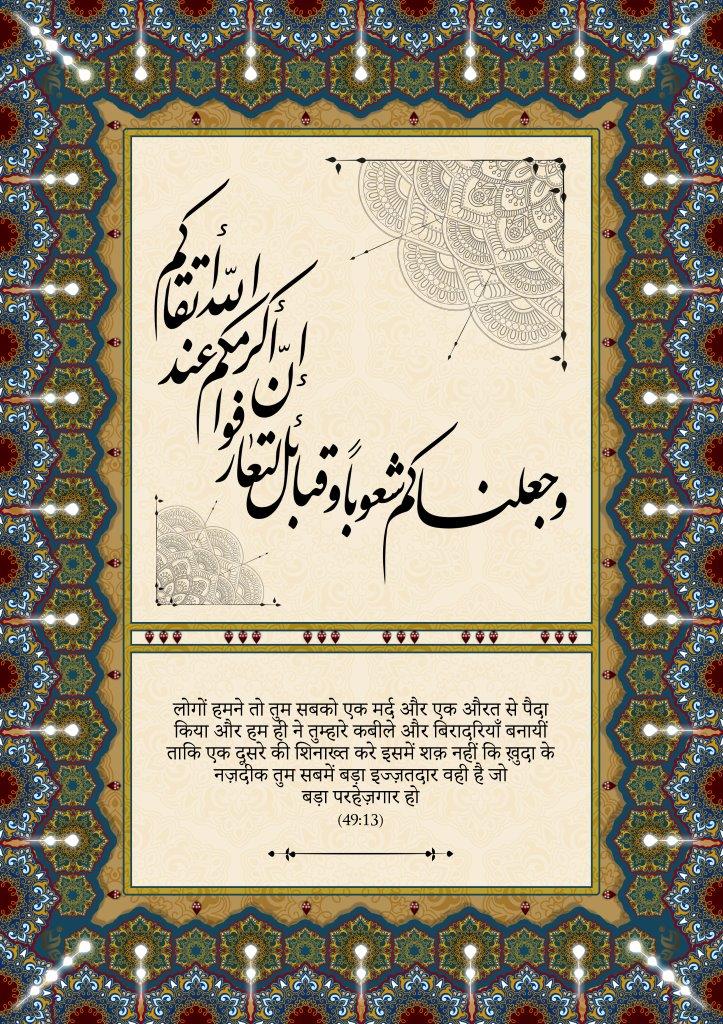 وجعلناكم شعوباً وقبائل لتعارفوا
إنّ أكرمكم عند
الله أتقاكم
लोगों हमने तो तुम सबको एक मर्द और एक औरत से पैदा
किया और हम ही ने तुम्हारे कबीले और बिरादरियाँ बनायीं
ताकि एक दूसरे की शिनाख्त करे इसमें शक़ नहीं कि ख़ुदा के
नज़दीक तुम सबमें बड़ा इज्ज़तदार वही है जो
बड़ा परहेज़गार हो
(49:13)